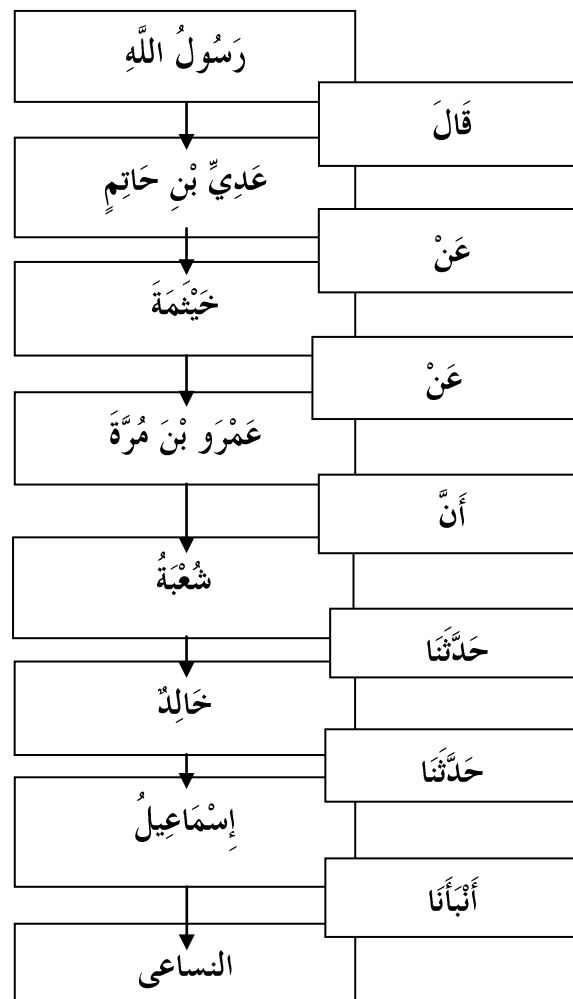 رَسُولُ اللَّهِ
قَالَ
عَدِيِّ بْنِ حَاتِمٍ
عَنْ
خَيْثَمَةَ
عَنْ
عَمْرَو بْنَ مُرَّةَ
أَنَّ
شُعْبَةُ
حَدَّثَنَا
خَالِدٌ
حَدَّثَنَا
إِسْمَاعِيلُ
أَنْبَأَنَا
النساعى